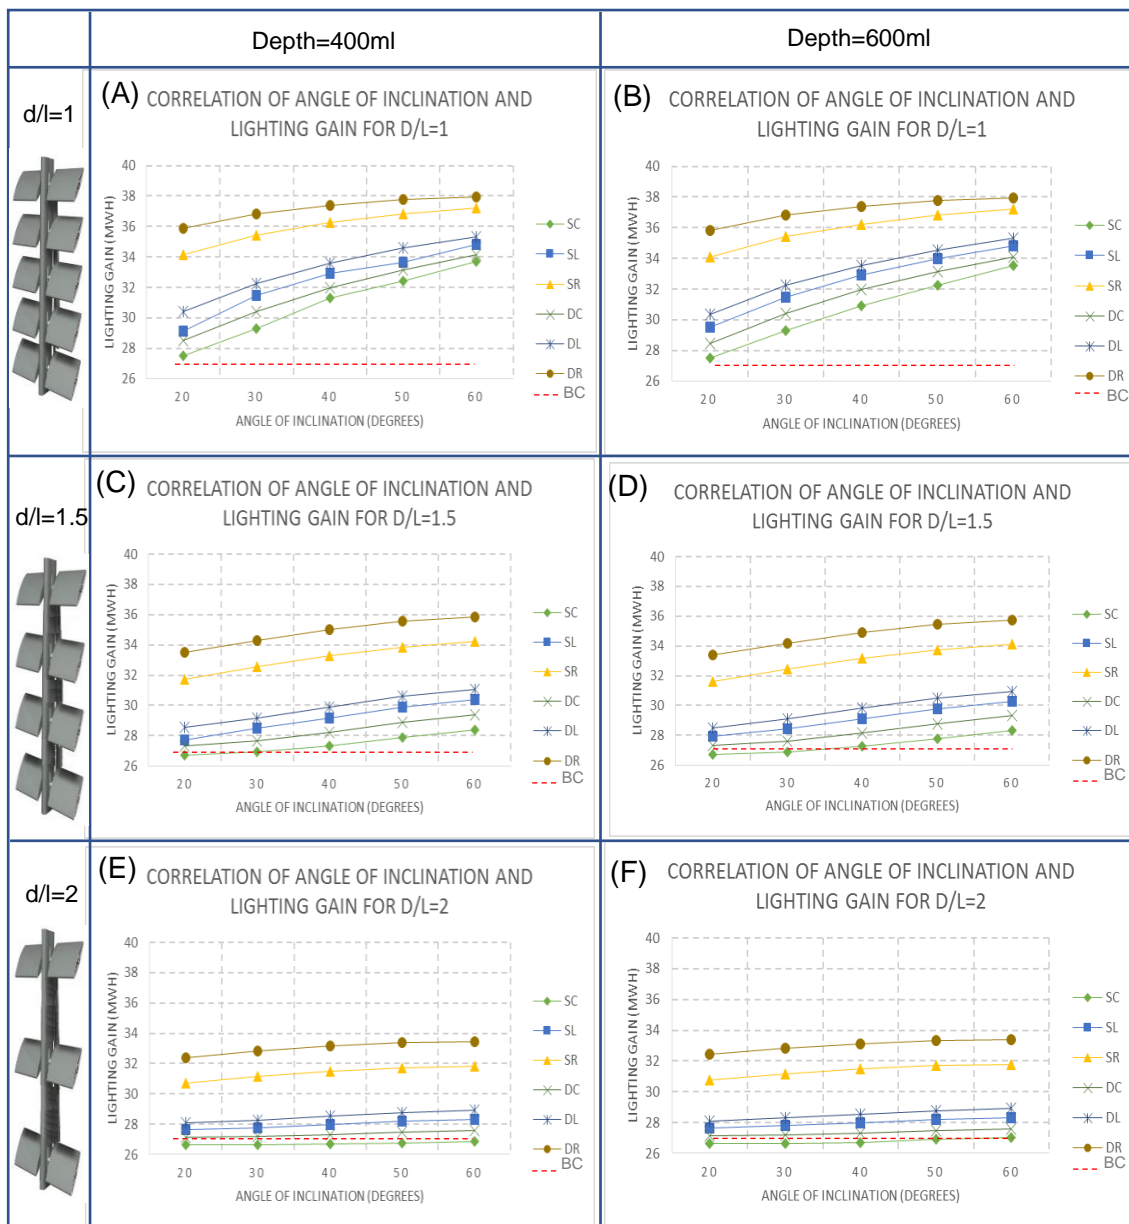 Depth=400ml
Depth=600ml
d/l=1
(A)
CORRELATION OF ANGLE OF INCLINATION AND
LIGHTING GAIN FOR D/L=1
LIGHTING GAIN (MWH)
40
38
36
34
32
30
28
26
20 30 40 50 60
ANGLE OF INCLINATION (DEGREES)
SC
SL
SR
DC
DL
DR
BC
(B)
CORRELATION OF ANGLE OF INCLINATION AND
LIGHTING GAIN FOR D/L=1
LIGHTING GAIN (MWH)
40
38
36
34
32
30
28
26
20 30 40 50 60
ANGLE OF INCLINATION (DEGREES)
SC
SL
SR
DC
DL
DR
BC
d/l=1.5
(C)
CORRELATION OF ANGLE OF INCLINATION AND
LIGHTING GAIN FOR D/L=1.5
LIGHTING GAIN (MWH)
40
38
36
34
32
30
28
26
20 30 40 50 60
ANGLE OF INCLINATION (DEGREES)
SC
SL
SR
DC
DL
DR
BC
(D)
CORRELATION OF ANGLE OF INCLINATION AND
LIGHTING GAIN FOR D/L=1.5
LIGHTING GAIN (MWH)
40
38
36
34
32
30
28
26
20 30 40 50 60
ANGLE OF INCLINATION (DEGREES)
SC
SL
SR
DC
DL
DR
BC
d/l=2
(E)
CORRELATION OF ANGLE OF INCLINATION AND
LIGHTING GAIN FOR D/L=2
LIGHTING GAIN (MWH)
40
38
36
34
32
30
28
26
20 30 40 50 60
ANGLE OF INCLINATION (DEGREES)
SC
SL
SR
DC
DL
DR
BC
(F)
CORRELATION OF ANGLE OF INCLINATION AND
LIGHTING GAIN FOR D/L=2
LIGHTING GAIN (MWH)
40
38
36
34
32
30
28
26
20 30 40 50 60
ANGLE OF INCLINATION (DEGREES)
SC
SL
SR
DC
DL
DR
BC